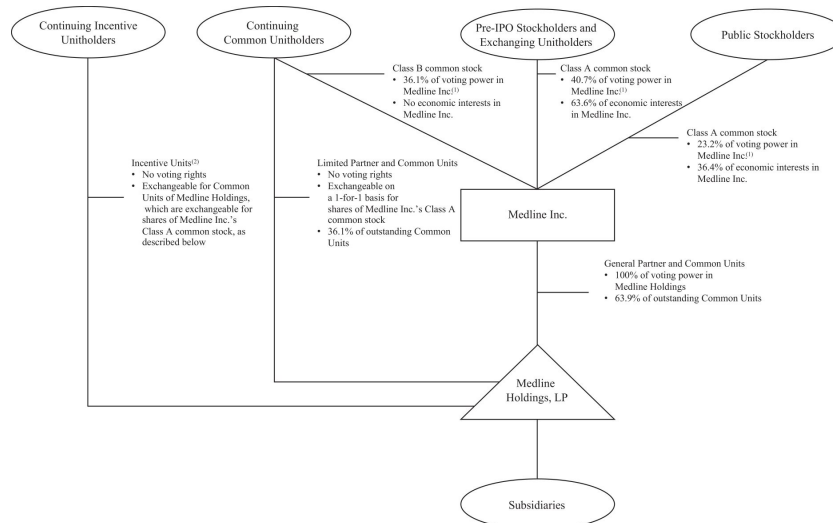 Continuing Incentive
Unitholders
Continuing
Common Unitholders
Pre-IPO Stockholders and
Exchanging Unitholders
Public Stockholders
Class B common stock
• 36.1% of voting power in
Medline Inc.(1)
• No economic interests in
Medline Inc.
Class A common stock
• 40.7% of voting power in
Medline Inc.(1)
• 63.6% of economic interests
in Medline Inc.
Class A common stock
• 23.2% of voting power in
Medline Inc.(1)
• 36.4% of economic interests in
Medline Inc.
Incentive Units(2)
• No voting rights
• Exchangeable for Common
Units of Medline Holdings,
which are exchangeable for
shares of Medline Inc.'s
Class A common stock, as
described below
Limited Partner and Common Units
• No voting rights
• Exchangeable on
a 1-for-1 basis for
shares of Medline Inc.'s Class A
common stock
• 36.1% of outstanding Common
Units
Medline Inc.
General Partner and Common Units
• 100% of voting power in
Medline Holdings
• 63.9% of outstanding Common Units
Medline
Holdings, LP
Subsidiaries